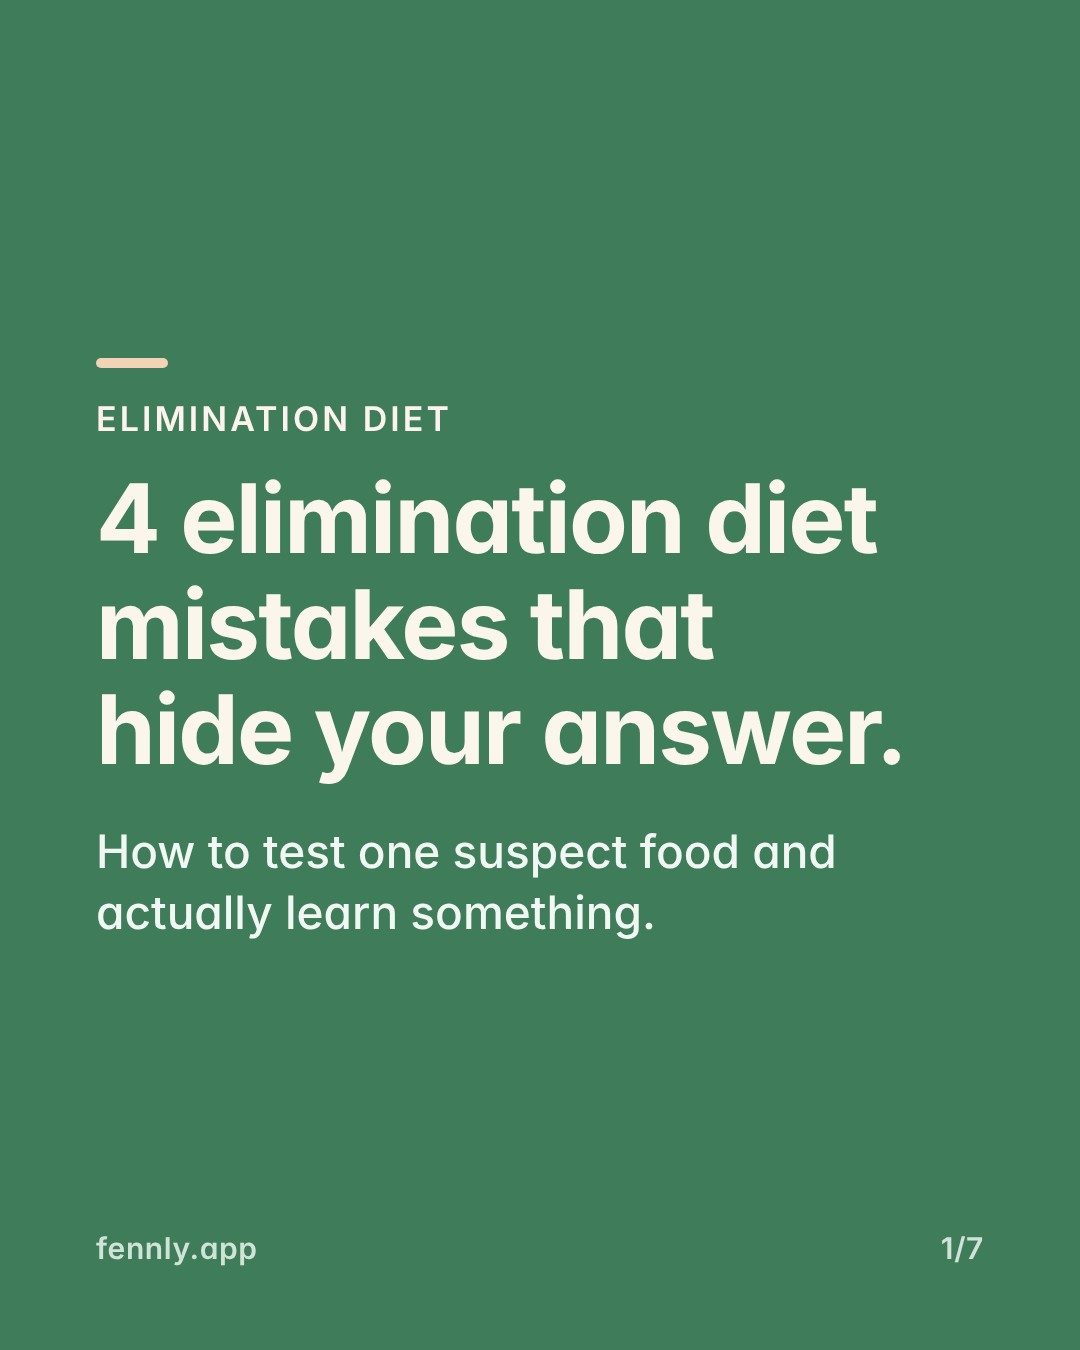 ELIMINATION DIET
4 elimination diet
mistakes that
hide your answer.
How to test one suspect food and
actually learn something.
fennly.app
1/7